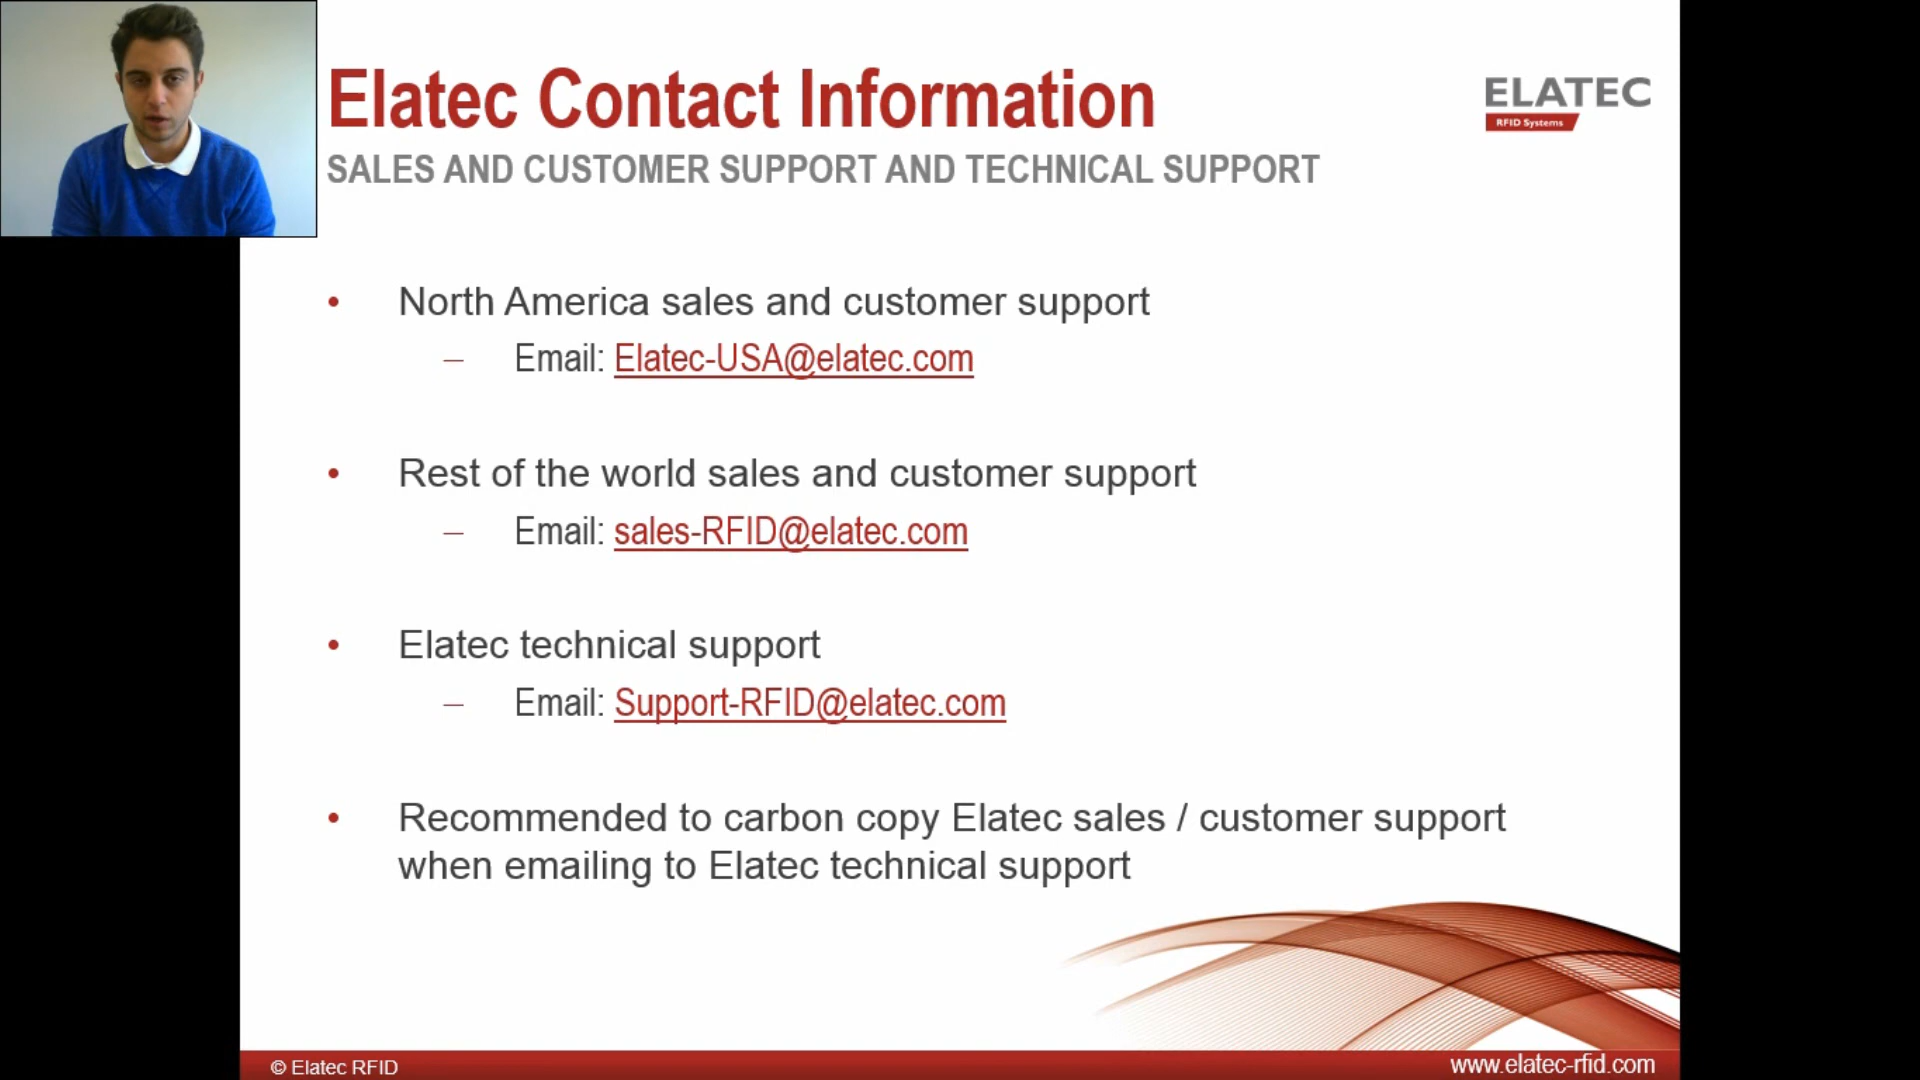 Elatec Contact Information
SALES AND CUSTOMER SUPPORT AND TECHNICAL SUPPORT
ELATEC
RFID Systems
• North America sales and customer support
– Email: Elatec-USA@elatec.com
• Rest of the world sales and customer support
– Email: sales-RFID@elatec.com
• Elatec technical support
– Email: Support-RFID@elatec.com
• Recommended to carbon copy Elatec sales / customer support
when emailing to Elatec technical support
© Elatec RFID
www.elatec-rfid.com